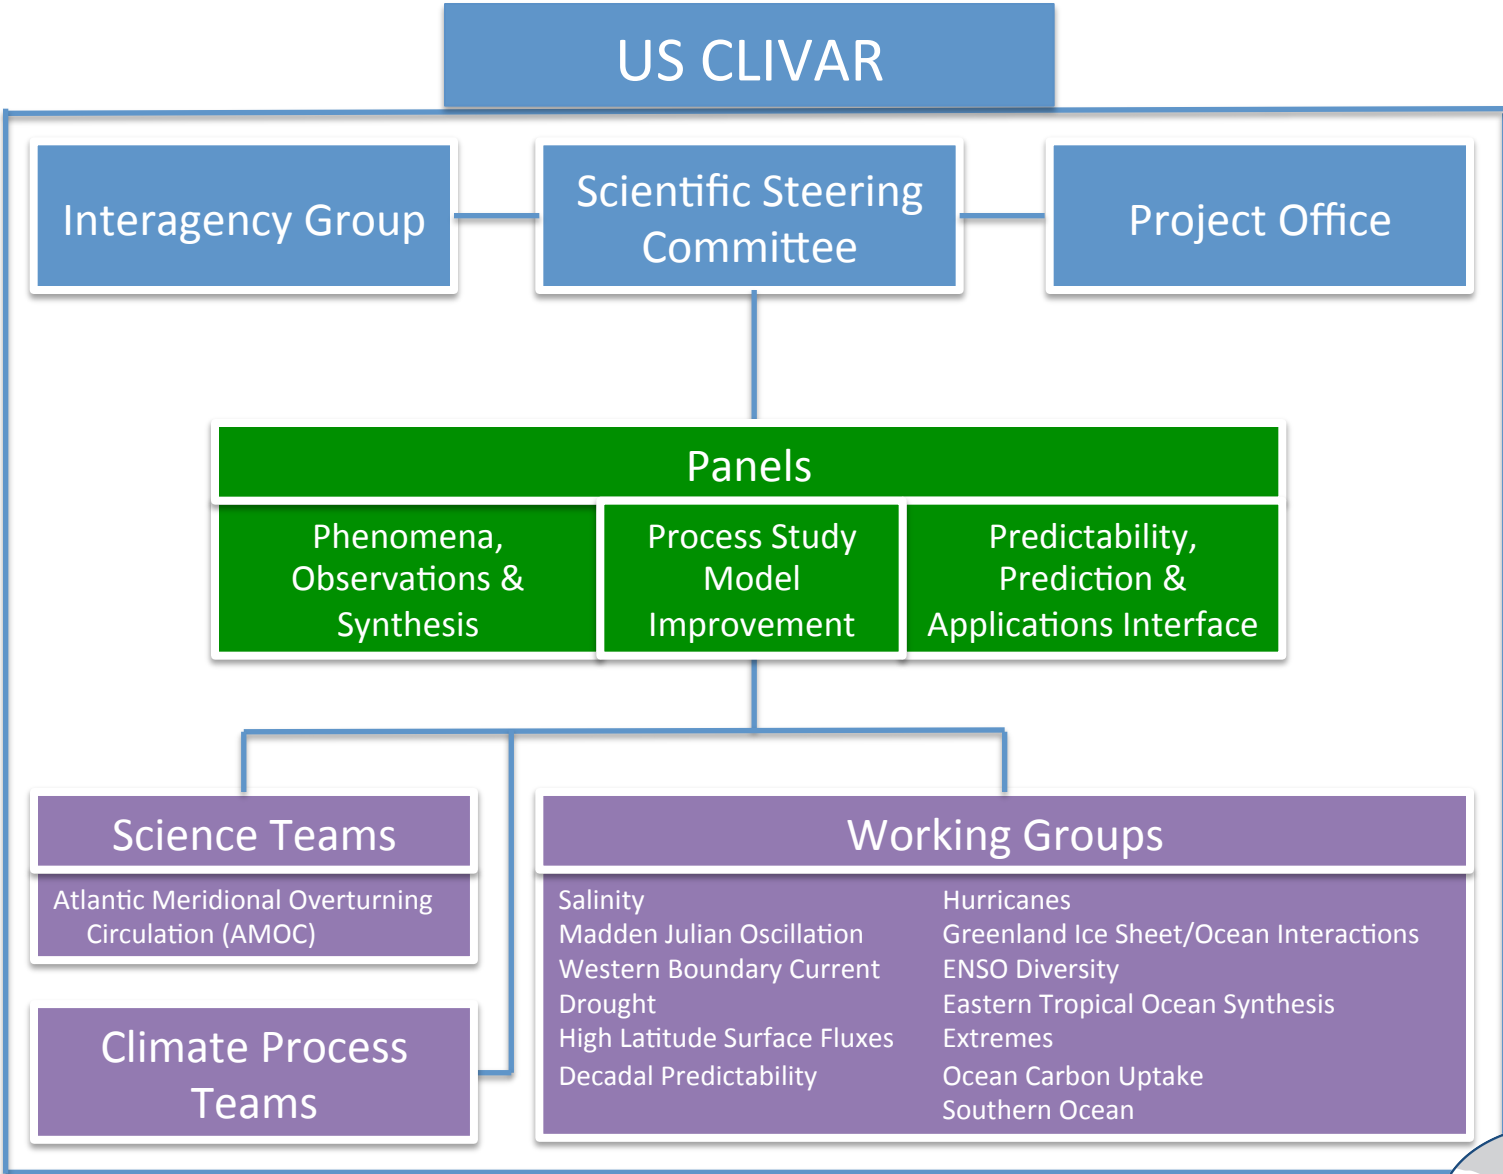 US CLIVAR
Interagency Group
Scientific Steering
Committee
Project Office
Panels
Phenomena,
Observations &
Synthesis
Process Study
Model
Improvement
Predictability,
Prediction &
Applications Interface
Science Teams
Atlantic Meridional Overturning
Circulation (AMOC)
Climate Process
Teams
Working Groups
Salinity
Madden Julian Oscillation
Western Boundary Current
Drought
High Latitude Surface Fluxes
Decadal Predictability
Hurricanes
Greenland Ice Sheet/Ocean Interactions
ENSO Diversity
Eastern Tropical Ocean Synthesis
Extremes
Ocean Carbon Uptake
Southern Ocean